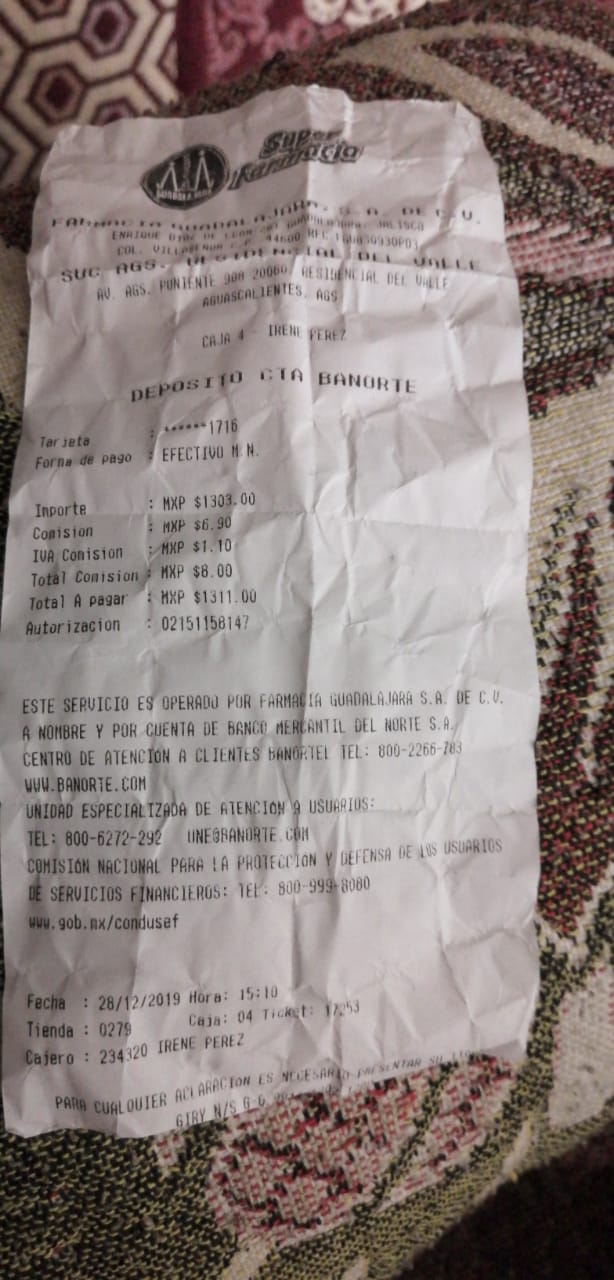 Super
Farmacia
GUADALAJARA
FARMACIA GUADALAJARA, S.A. DE C.V.
ENRIQUE DIAZ DE LEON GUADALAJARA, JALISCO
COL. VILLASEÑOR C.P. 44600 RFC
SUC AGS. RESIDENCIAL DEL VALLE
AV. AGS. PONIENTE 908 20060 RESIDENCIAL DEL VALLE
AGUASCALIENTES, AGS
CAJA 4 - IRENE PEREZ
DEPOSITO CTA BANORTE
Tarjeta : ******1716
Forma de pago : EFECTIVO M.N.
Importe : MXP $1303.00
Comision : MXP $6.90
IVA Comision : MXP $1.10
Total Comision : MXP $8.00
Total A pagar : MXP $1311.00
Autorizacion : 02151158147
ESTE SERVICIO ES OPERADO POR FARMACIA GUADALAJARA S.A. DE C.V.
A NOMBRE Y POR CUENTA DE BANCO MERCANTIL DEL NORTE S.A.
CENTRO DE ATENCION A CLIENTES BANORTEL TEL: 800-2266-783
WWW.BANORTE.COM
UNIDAD ESPECIALIZADA DE ATENCION A USUARIOS:
TEL: 800-6272-292 UNE@BANORTE.COM
COMISION NACIONAL PARA LA PROTECCION Y DEFENSA DE LOS USUARIOS
DE SERVICIOS FINANCIEROS: TEL: 800-999-8080
www.gob.mx/condusef
Fecha : 28/12/2019 Hora: 15:10
Tienda : 0279 Caja: 04 Ticket: 17253
Cajero : 234320 IRENE PEREZ
PARA CUALQUIER ACLARACION ES NECESARIO PRESENTAR SU
GIRY N/S